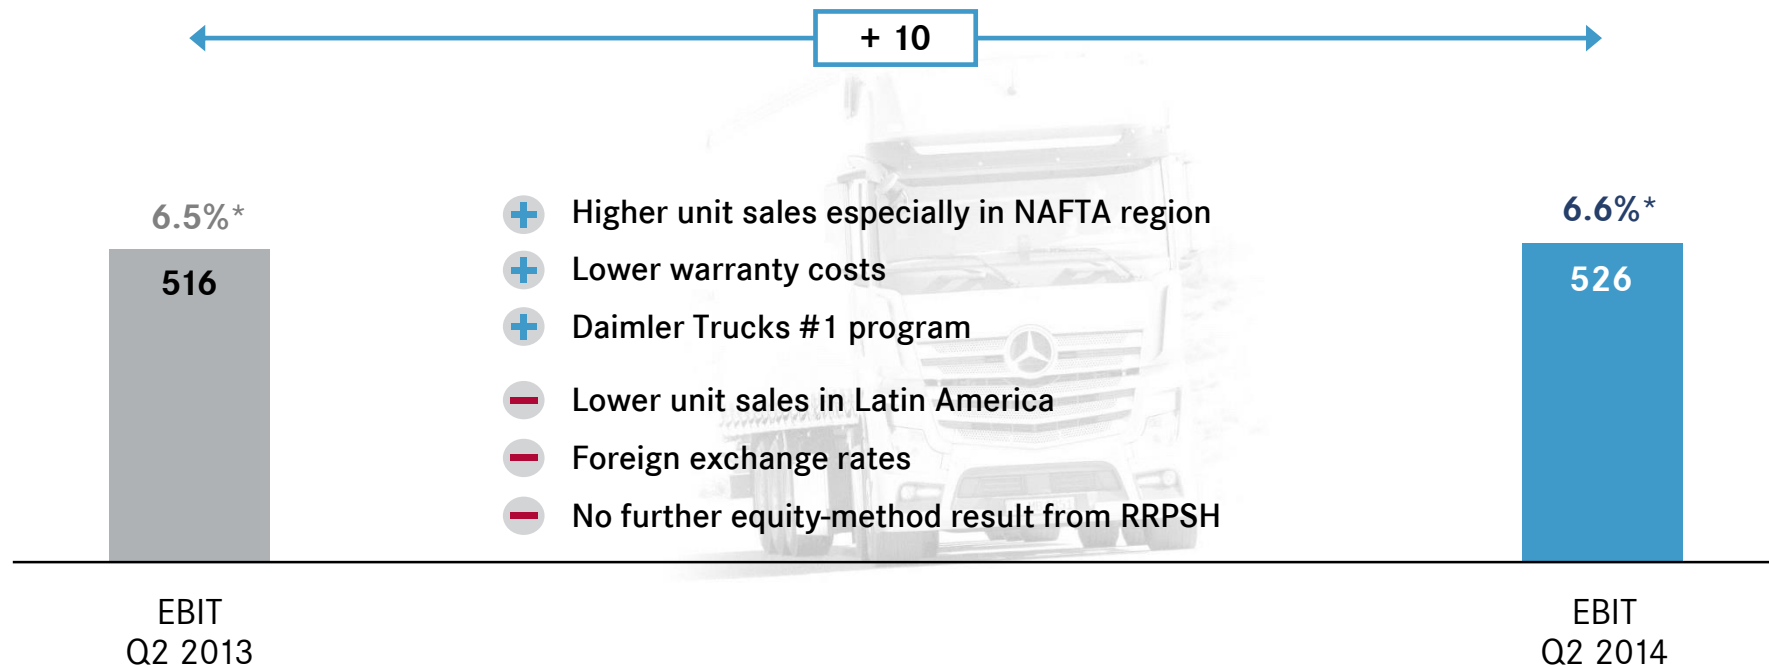 + 10
6.5%*
516
Higher unit sales especially in NAFTA region
Lower warranty costs
Daimler Trucks #1 program
Lower unit sales in Latin America
Foreign exchange rates
No further equity-method result from RRPSH
6.6%*
526
EBIT
Q2 2013
EBIT
Q2 2014